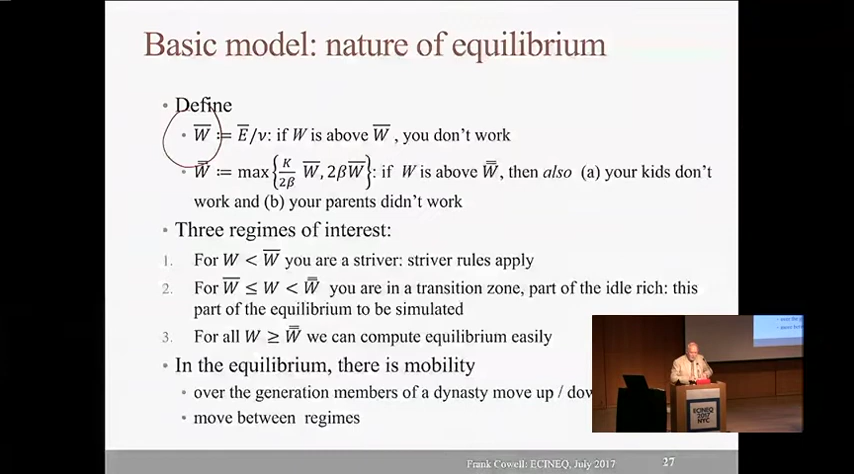 Basic model: nature of equilibrium
• Define
• W̅ ≔ E̅/ν: if W is above W̅ , you don’t work
• W̿ ≔ max{K/2β W̅, 2βW̅}: if W is above W̿, then also (a) your kids don’t
work and (b) your parents didn’t work
• Three regimes of interest:
1. For W < W̅ you are a striver: striver rules apply
2. For W̅ ≤ W < W̿ you are in a transition zone, part of the idle rich: this
part of the equilibrium to be simulated
3. For all W ≥ W̿ we can compute equilibrium easily
• In the equilibrium, there is mobility
• over the generation members of a dynasty move up /
• move between regimes
ECINEQ
2017
NYC
Frank Cowell: ECINEQ, July 2017
27